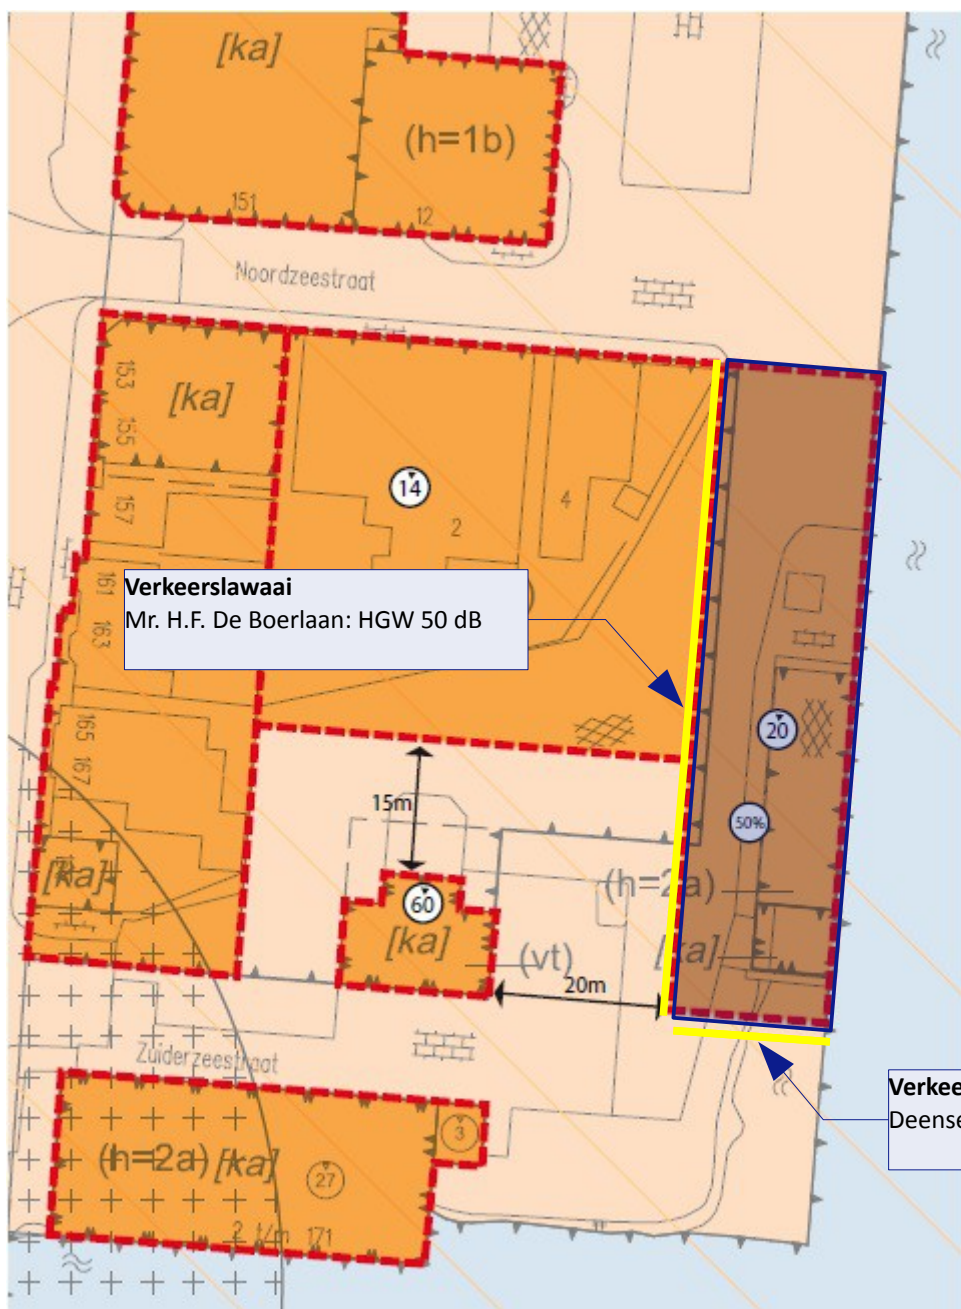 [ka]
(h=1b)
151
12
Noordzeestraat
153
155
[ka]
157
14
2
4
161
163
Verkeerslawaai
Mr. H.F. De Boerlaan: HGW 50 dB
)
165
167
20
15m
50%
[ka]
60
(h=2a)
[ka]
(vt)
[ka]
20m
Zuiderzeestraat
Verkee
Deense
3
(h=2a) [ka]
27
2 t/m 171